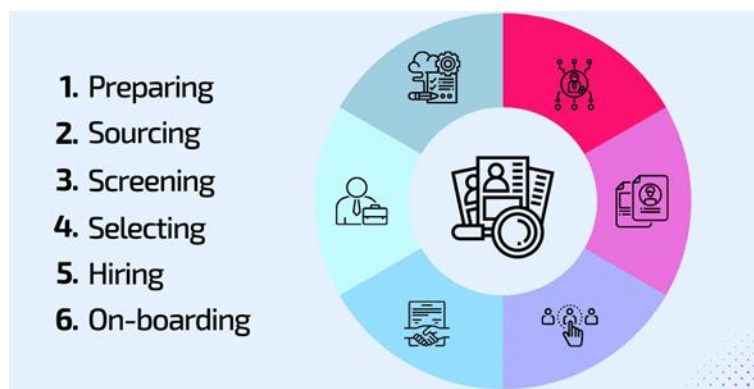 1. Preparing
2. Sourcing
3. Screening
4. Selecting
5. Hiring
6. On-boarding